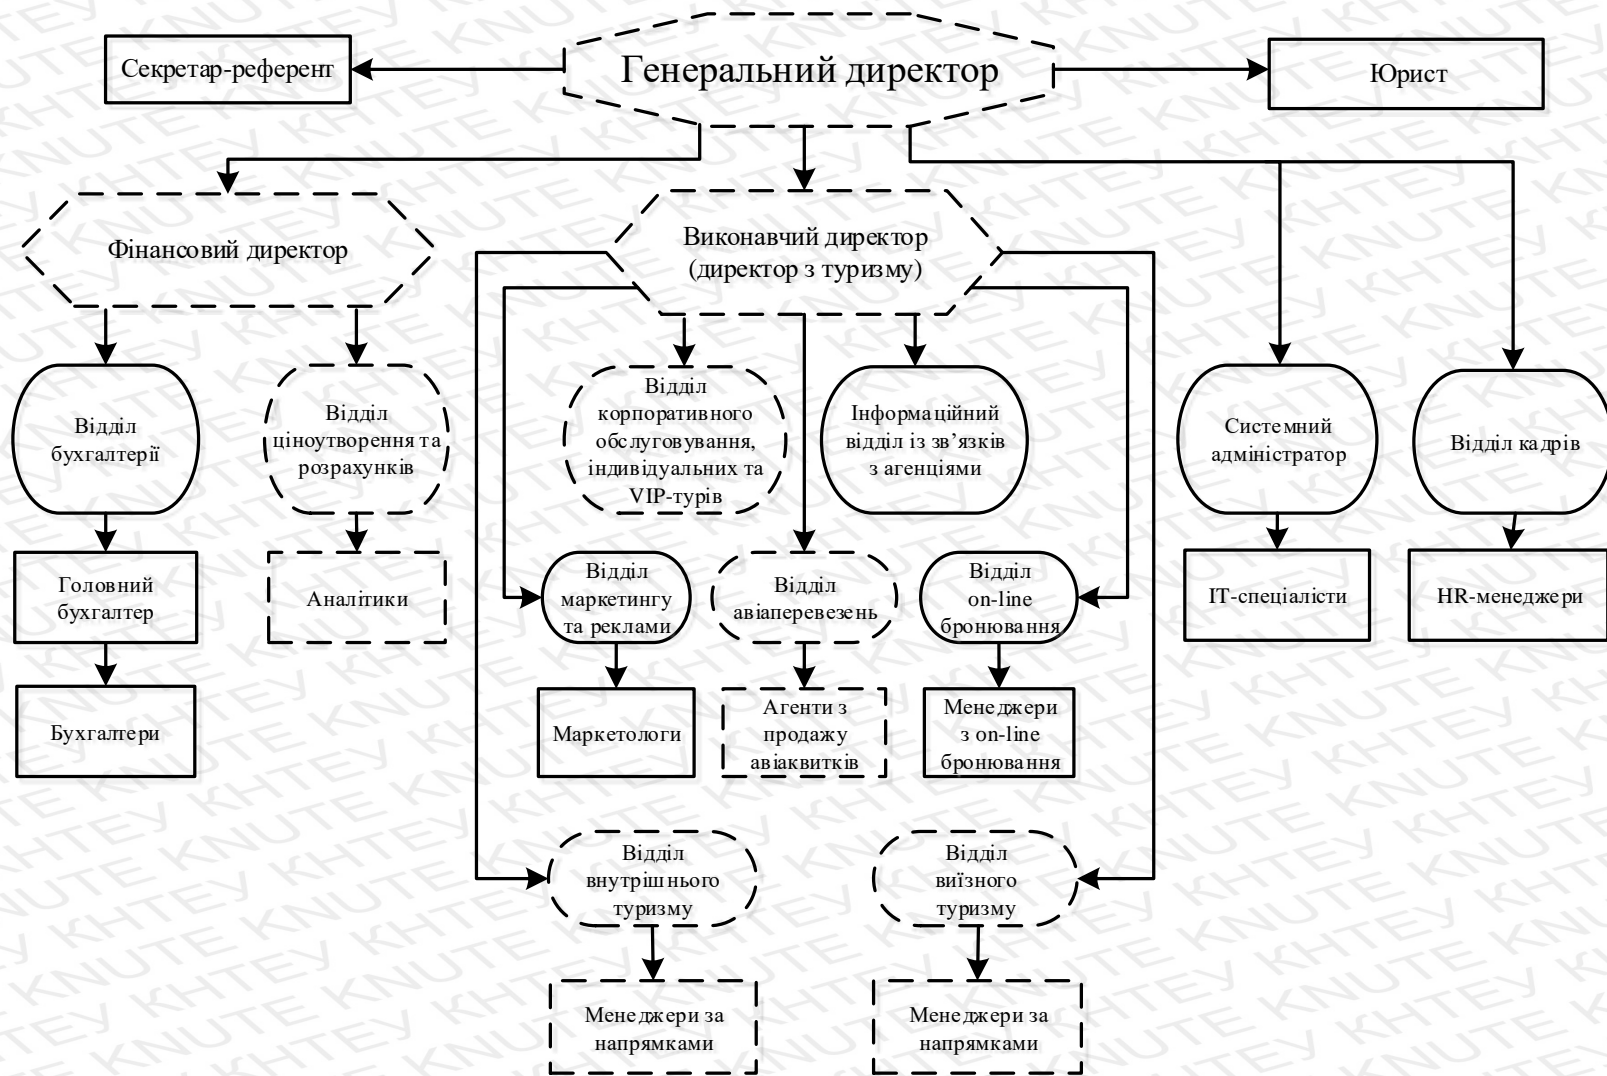 Секретар-референт
Генеральний директор
Юрист
Фінансовий директор
Виконавчий директор
(директор з туризму)
Відділ
бухгалтерії
Відділ
ціноутворення та
розрахунків
Відділ
корпоративного
обслуговування,
індивідуальних та
VIP-турів
Інформаційний
відділ із зв’язків
з агенціями
Системний
адміністратор
Відділ кадрів
Головний
бухгалтер
Аналітики
Відділ
маркетингу
та реклами
Відділ
авіаперевезень
Відділ
on-line
бронювання
IT-спеціалісти
HR-менеджери
Бухгалтери
Маркетологи
Агенти з
продажу
авіаквитків
Менеджери
з on-line
бронювання
Відділ
внутрішнього
туризму
Відділ
виїзного
туризму
Менеджери за
напрямками
Менеджери за
напрямками